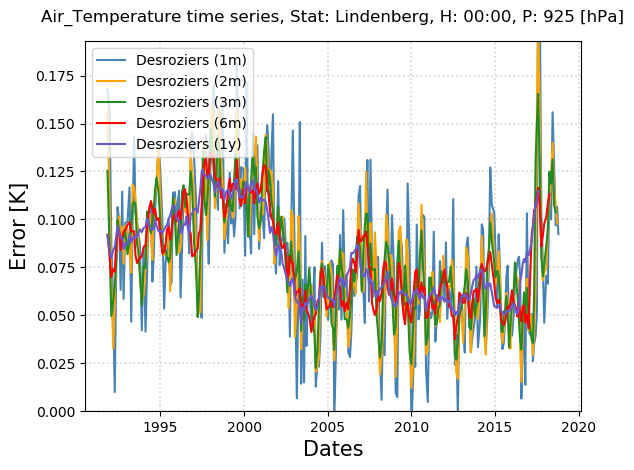 Air_Temperature time series, Stat: Lindenberg, H: 00:00, P: 925 [hPa]
Error [K]
0.175
0.150
0.125
0.100
0.075
0.050
0.025
0.000
Desroziers (1m)
Desroziers (2m)
Desroziers (3m)
Desroziers (6m)
Desroziers (1y)
1995
2000
2005
2010
2015
2020
Dates